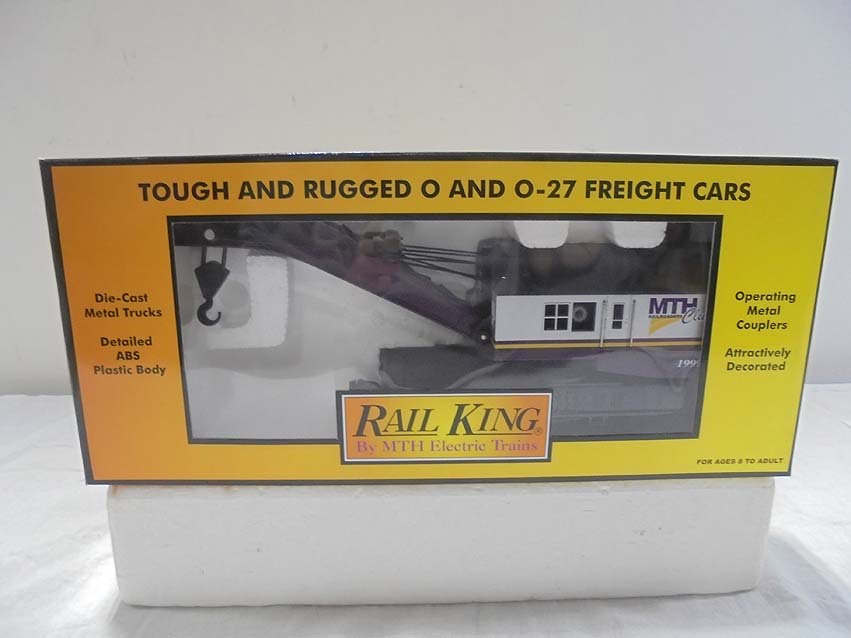 TOUGH AND RUGGED O AND O-27 FREIGHT CARS
Die-Cast
Metal Trucks
Detailed
ABS
Plastic Body
MTH
RAILROADERS
Operating
Metal
Couplers
Attractively
Decorated
RAIL KING®
By MTH Electric Trains
FOR AGES 8 TO ADULT